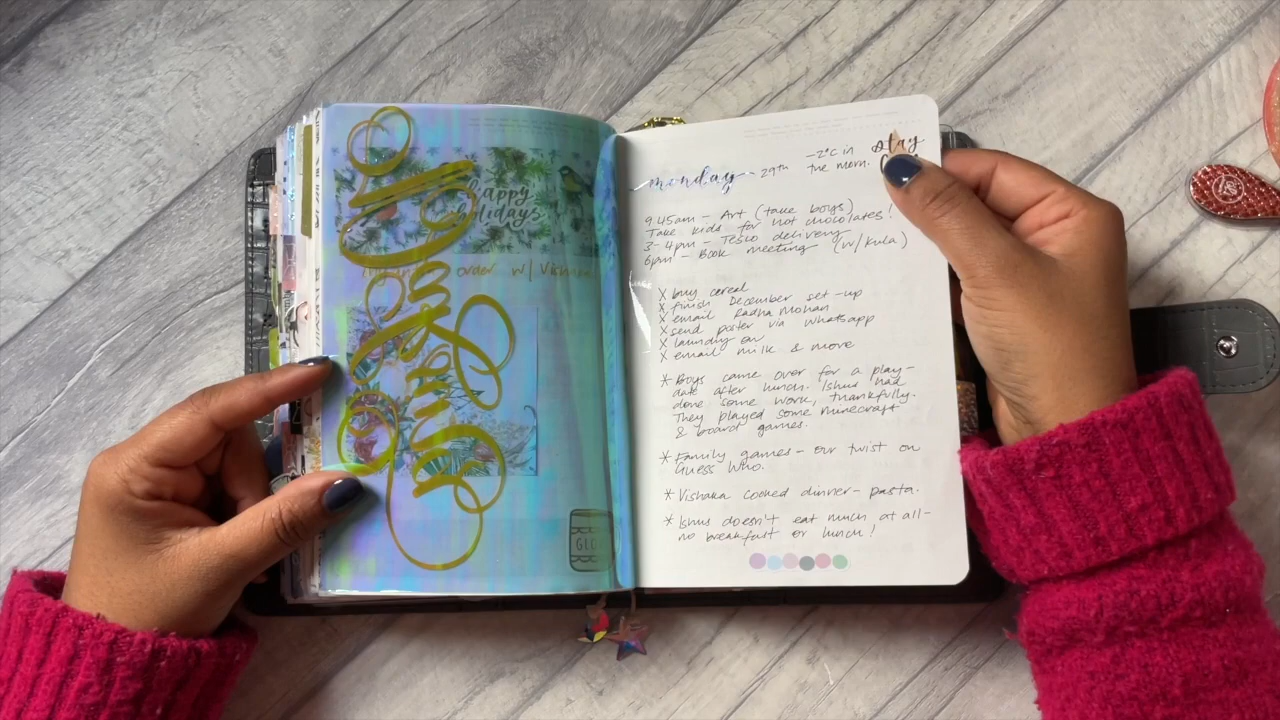 happy
holidays
order w/ Vishaka
GLO
monday 29th
-2°C in
the morn.
stay
9.45am - Art (take boys)
Take kids for hot chocolates!
3-4pm - Tesco delivery
6pm - Book meeting (w/ Kula)
X buy cereal
X finish December set-up
X email Radha Mohan
X send poster via Whatsapp
X laundry on
X email milk & more
* Boys came over for a play-
date after lunch. Ishus had
done some work, thankfully.
They played some minecraft
& board games.
* Family games - our twist on
Guess Who.
* Vishaka cooked dinner - pasta.
* Ishus doesn't eat much at all -
no breakfast or lunch!